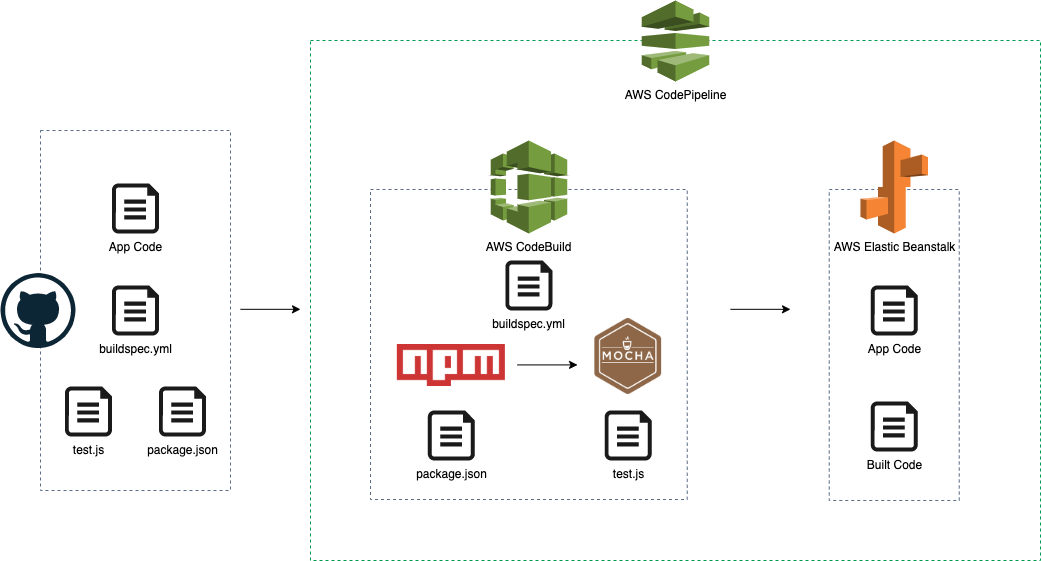 AWS CodePipeline
App Code
buildspec.yml
test.js
package.json
AWS CodeBuild
buildspec.yml
npm
MOCHA
package.json
test.js
AWS Elastic Beanstalk
App Code
Built Code